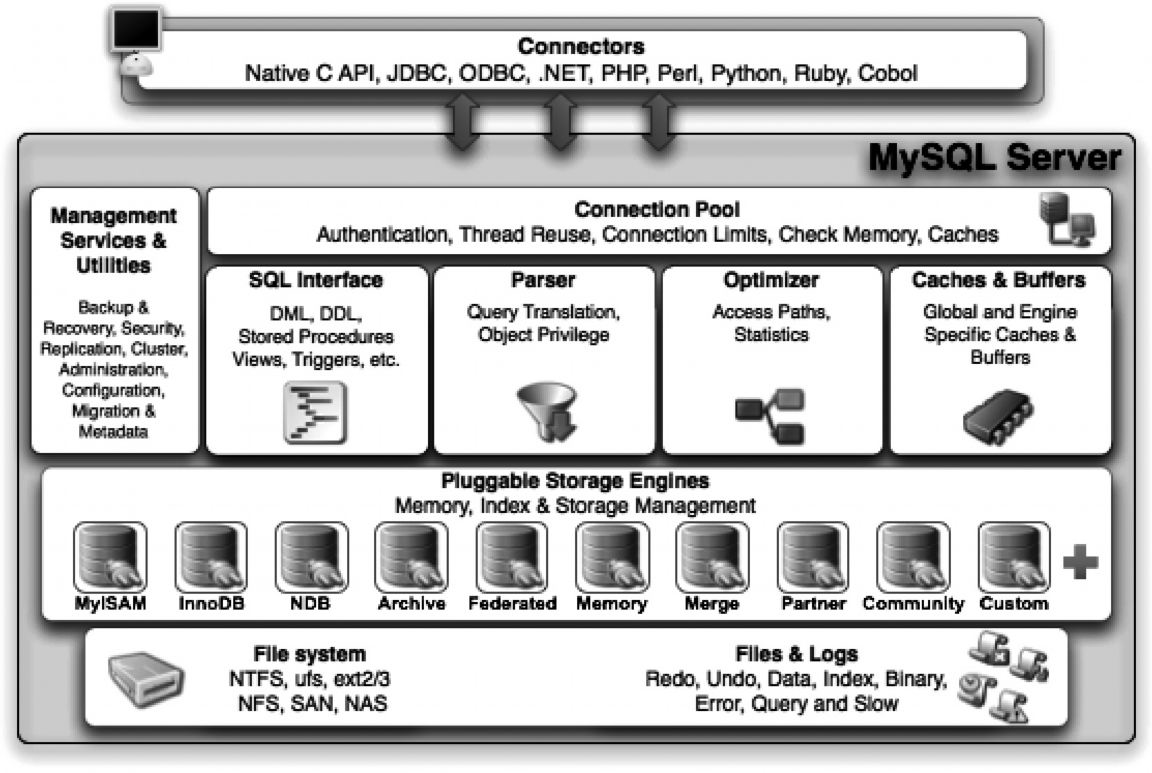 Connectors
Native C API, JDBC, ODBC, .NET, PHP, Perl, Python, Ruby, Cobol
MySQL Server
Management
Services &
Utilities
Backup &
Recovery, Security,
Replication, Cluster,
Administration,
Configuration,
Migration &
Metadata
Connection Pool
Authentication, Thread Reuse, Connection Limits, Check Memory, Caches
SQL Interface
DML, DDL,
Stored Procedures
Views, Triggers, etc.
Parser
Query Translation,
Object Privilege
Optimizer
Access Paths,
Statistics
Caches & Buffers
Global and Engine
Specific Caches &
Buffers
Pluggable Storage Engines
Memory, Index & Storage Management
MyISAM
InnoDB
NDB
Archive
Federated
Memory
Merge
Partner
Community
Custom
File system
NTFS, ufs, ext2/3
NFS, SAN, NAS
Files & Logs
Redo, Undo, Data, Index, Binary,
Error, Query and Slow